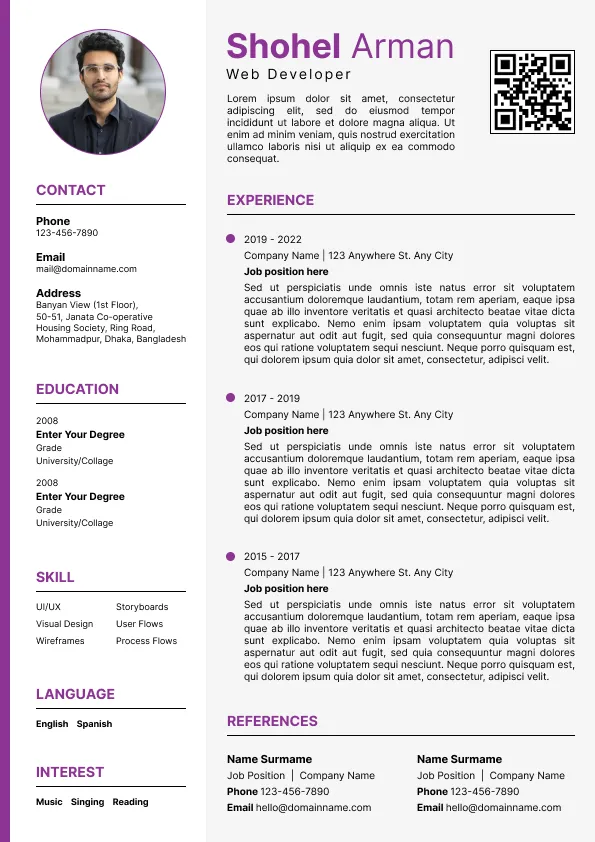 Shohel Arman
Web Developer
Lorem ipsum dolor sit amet, consectetur
adipiscing elit, sed do eiusmod tempor
incididunt ut labore et dolore magna aliqua. Ut
enim ad minim veniam, quis nostrud exercitation
ullamco laboris nisi ut aliquip ex ea commodo
consequat.
CONTACT
Phone
123-456-7890
Email
mail@domainname.com
Address
Banyan View (1st Floor),
50-51, Janata Co-operative
Housing Society, Ring Road,
Mohammadpur, Dhaka, Bangladesh
EDUCATION
2008
Enter Your Degree
Grade
University/Collage
2008
Enter Your Degree
Grade
University/Collage
SKILL
UI/UX Storyboards
Visual Design User Flows
Wireframes Process Flows
LANGUAGE
English Spanish
INTEREST
Music Singing Reading
EXPERIENCE
2019 - 2022
Company Name | 123 Anywhere St. Any City
Job position here
Sed ut perspiciatis unde omnis iste natus error sit voluptatem
accusantium doloremque laudantium, totam rem aperiam, eaque ipsa
quae ab illo inventore veritatis et quasi architecto beatae vitae dicta
sunt explicabo. Nemo enim ipsam voluptatem quia voluptas sit
aspernatur aut odit aut fugit, sed quia consequuntur magni dolores
eos qui ratione voluptatem sequi nesciunt. Neque porro quisquam est,
qui dolorem ipsum quia dolor sit amet, consectetur, adipisci velit.
2017 - 2019
Company Name | 123 Anywhere St. Any City
Job position here
Sed ut perspiciatis unde omnis iste natus error sit voluptatem
accusantium doloremque laudantium, totam rem aperiam, eaque ipsa
quae ab illo inventore veritatis et quasi architecto beatae vitae dicta
sunt explicabo. Nemo enim ipsam voluptatem quia voluptas sit
aspernatur aut odit aut fugit, sed quia consequuntur magni dolores
eos qui ratione voluptatem sequi nesciunt. Neque porro quisquam est,
qui dolorem ipsum quia dolor sit amet, consectetur, adipisci velit.
2015 - 2017
Company Name | 123 Anywhere St. Any City
Job position here
Sed ut perspiciatis unde omnis iste natus error sit voluptatem
accusantium doloremque laudantium, totam rem aperiam, eaque ipsa
quae ab illo inventore veritatis et quasi architecto beatae vitae dicta
sunt explicabo. Nemo enim ipsam voluptatem quia voluptas sit
aspernatur aut odit aut fugit, sed quia consequuntur magni dolores
eos qui ratione voluptatem sequi nesciunt. Neque porro quisquam est,
qui dolorem ipsum quia dolor sit amet, consectetur, adipisci velit.
REFERENCES
Name Surname
Job Position | Company Name
Phone 123-456-7890
Email hello@domainname.com
Name Surname
Job Position | Company Name
Phone 123-456-7890
Email hello@domainname.com